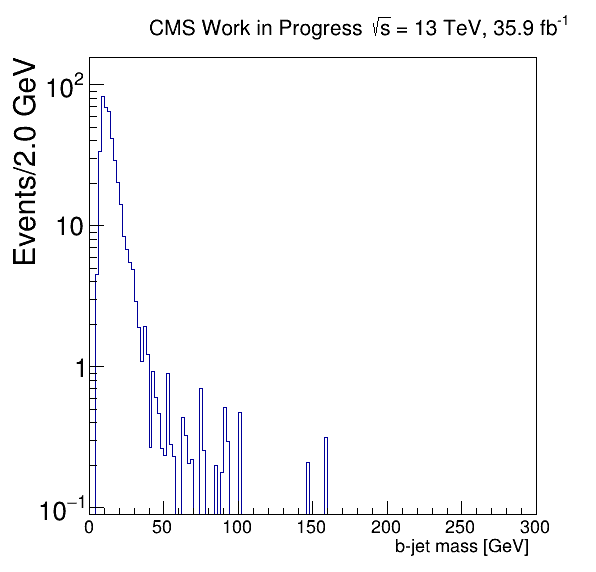 CMS Work in Progress √s = 13 TeV, 35.9 fb⁻¹
Events/2.0 GeV
10²
10
1
10⁻¹
0 50 100 150 200 250 300
b-jet mass [GeV]